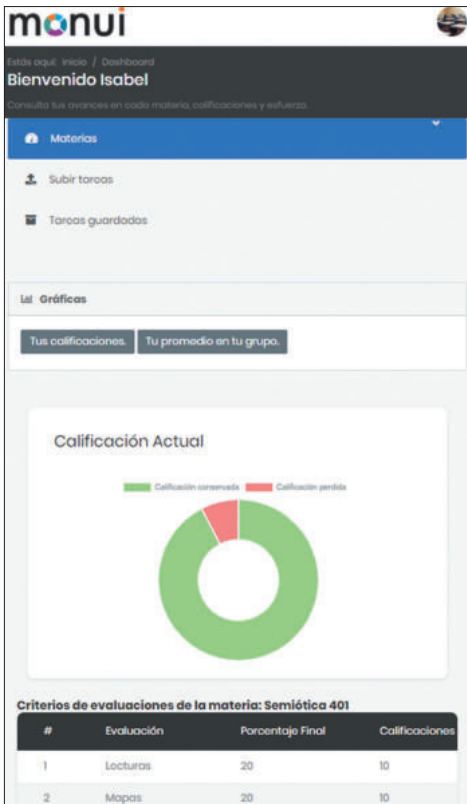 monui
Estás aquí: Inicio / Dashboard
Bienvenido Isabel
Consulta tus avances en cada materia, calificaciones y esfuerzo.
Materias
Subir tareas
Tareas guardadas
Gráficas
Tus calificaciones. Tu promedio en tu grupo.
Calificación Actual
Calificación conservada Calificación perdida
Criterios de evaluaciones de la materia: Semiótica 401
# Evaluación Porcentaje Final Calificaciones
1 Lecturas 20 10
2 Mapas 20 10